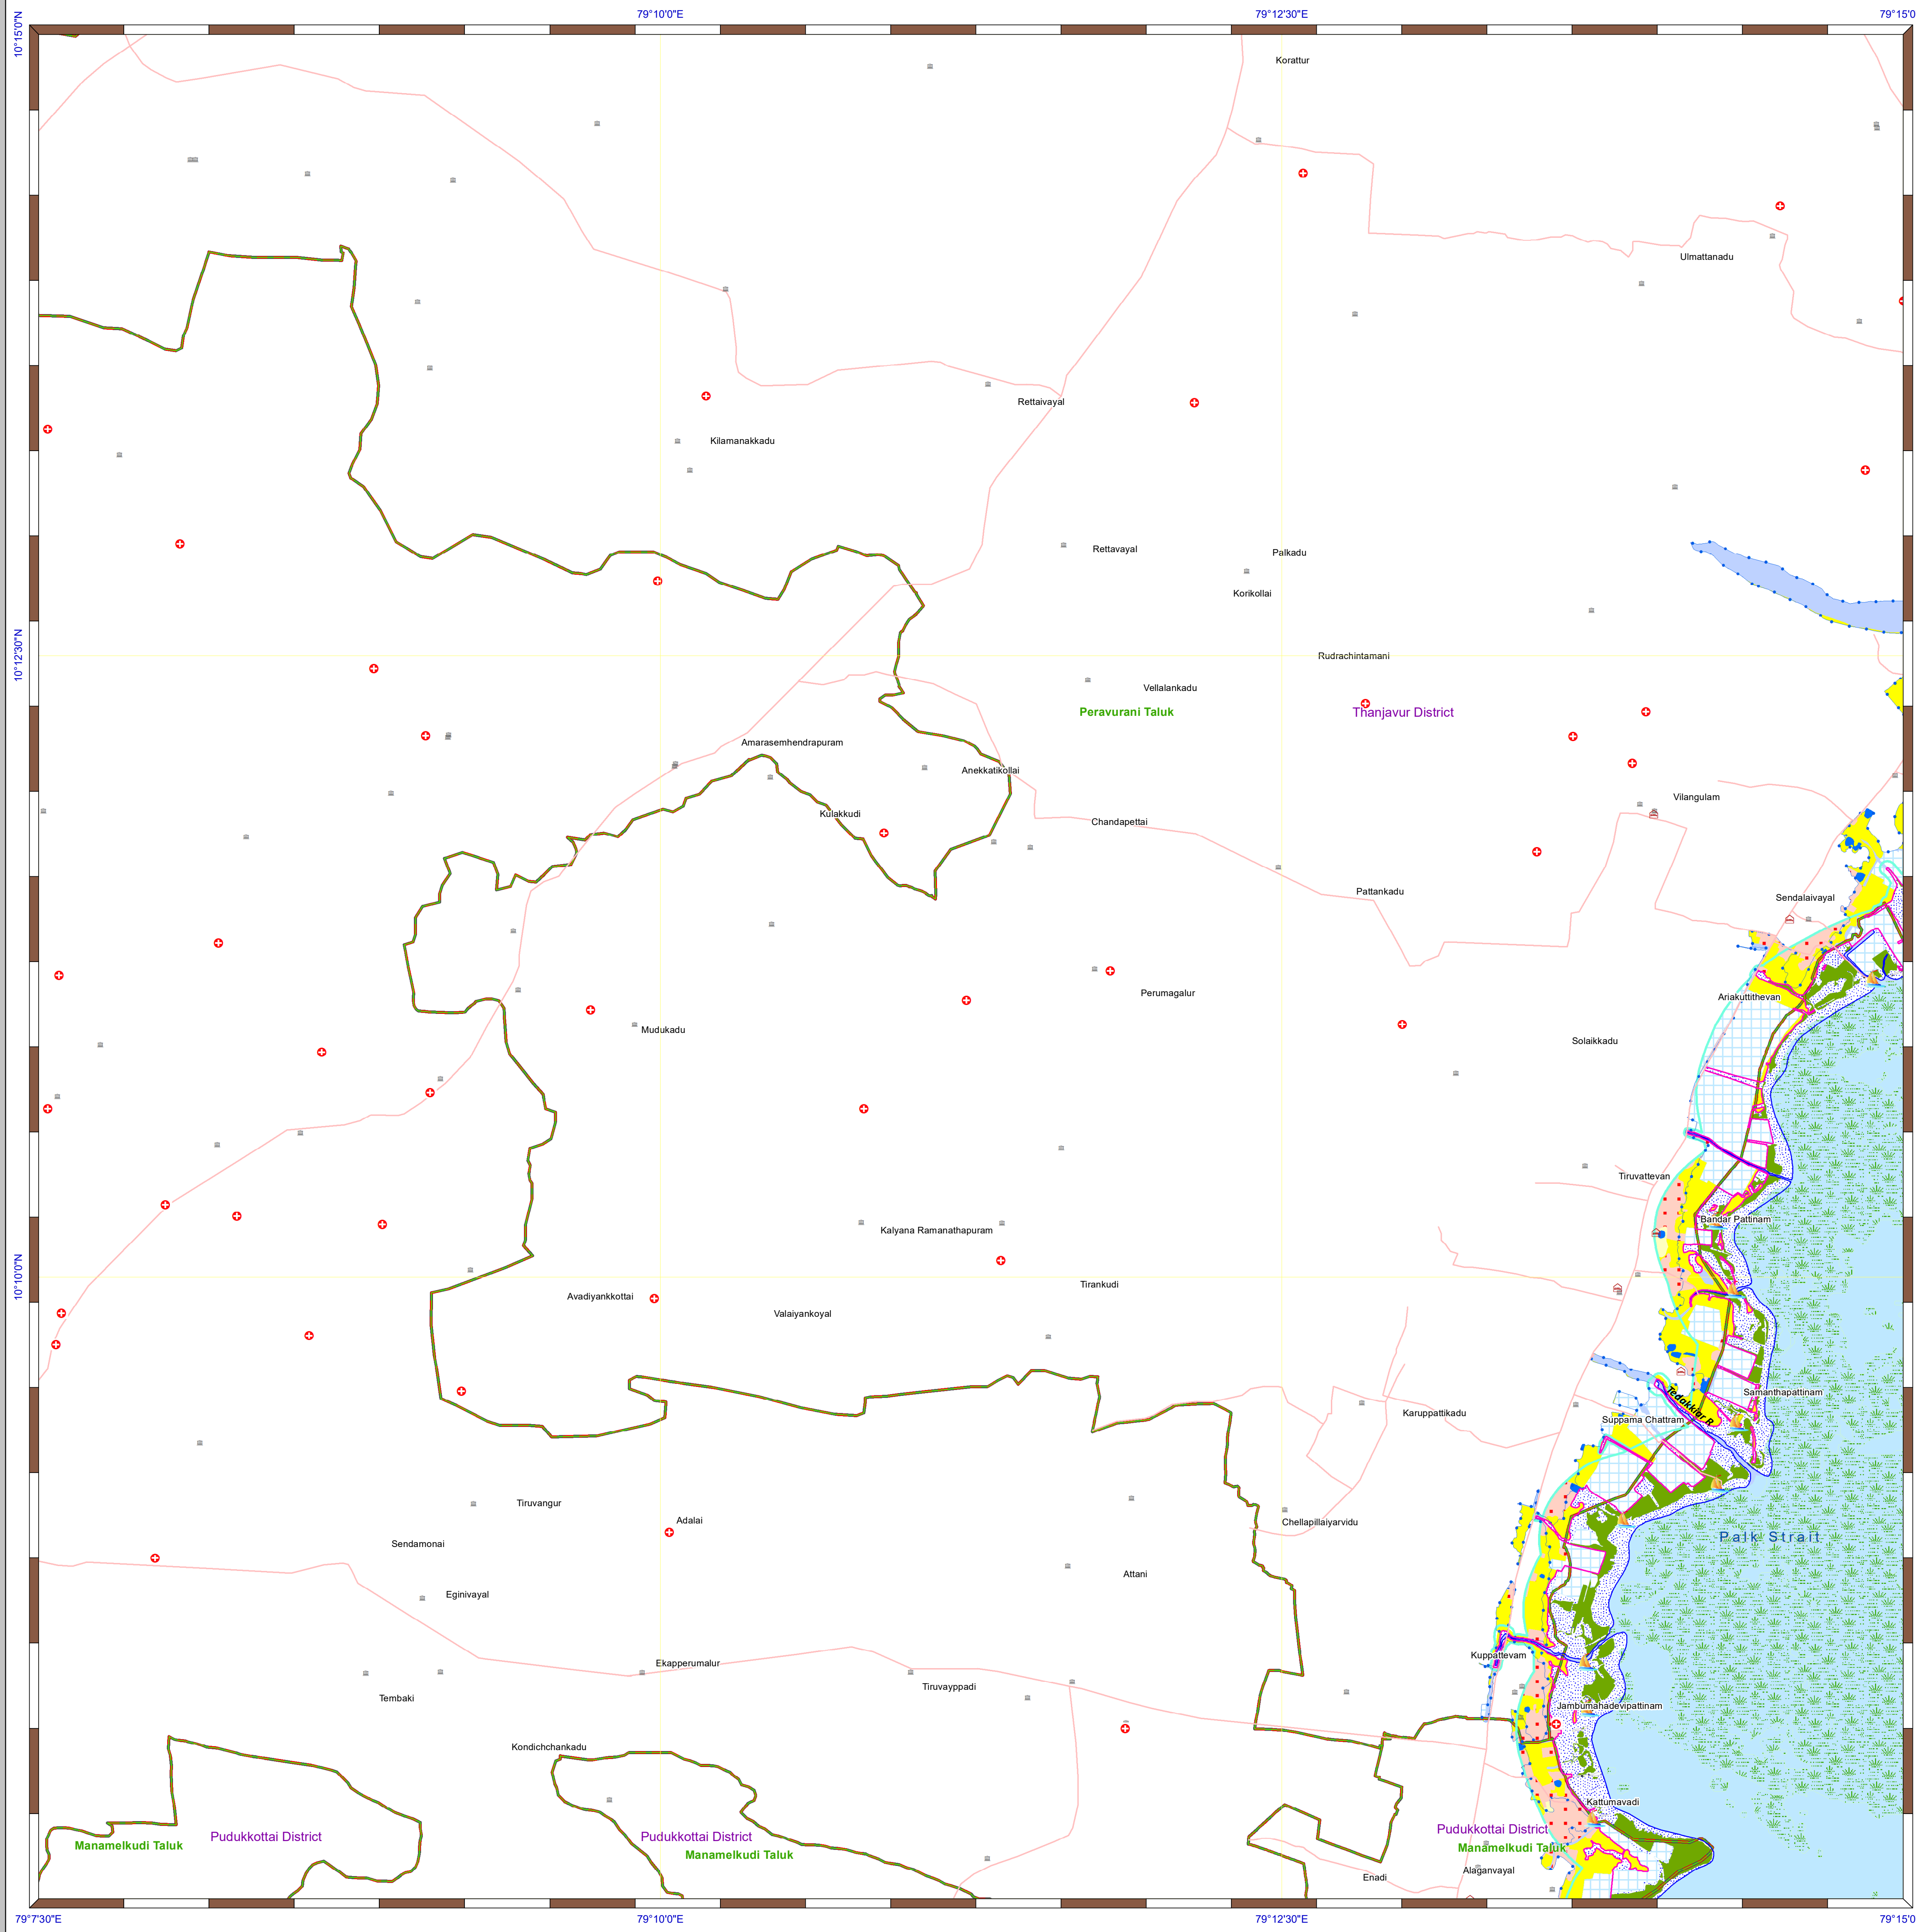 79°10'0"E
79°12'30"E
79°15'0
10°15'0"N
Korattur
Ulmattanadu
Rettaivayal
Kilamanakkadu
Rettavayal
Palkadu
Korikollai
10°12'30"N
Rudrachintamani
Vellalankadu
Peravurani Taluk
Thanjavur District
Amarasemhendrapuram
Anekkatikollai
Vilangulam
Kulakkudi
Chandapettai
Pattankadu
Sendalaivayal
Perumagalur
Ariakuttithevan
Mudukadu
Solaikkadu
Tiruvattevan
Bandar Pattinam
Kalyana Ramanathapuram
10°10'0"N
Tirankudi
Avadiyankkottai
Valaiyankoyal
Samanthapattinam
Tedakkiar R
Karuppattikadu
Suppama Chattram
Tiruvangur
Adalai
Chellapillaiyarvidu
Palk Strait
Sendamonai
Attani
Eginivayal
Kuppattevam
Ekapperumalur
Tiruvayppadi
Tembaki
Jambumahadevipattinam
Kondichchankadu
Kattumavadi
Pudukkottai District
Manamelkudi Taluk
Pudukkottai District
Manamelkudi Taluk
Pudukkottai District
Manamelkudi Taluk
Alaganvayal
Enadi
79°7'30"E
79°10'0"E
79°12'30"E
79°15'0